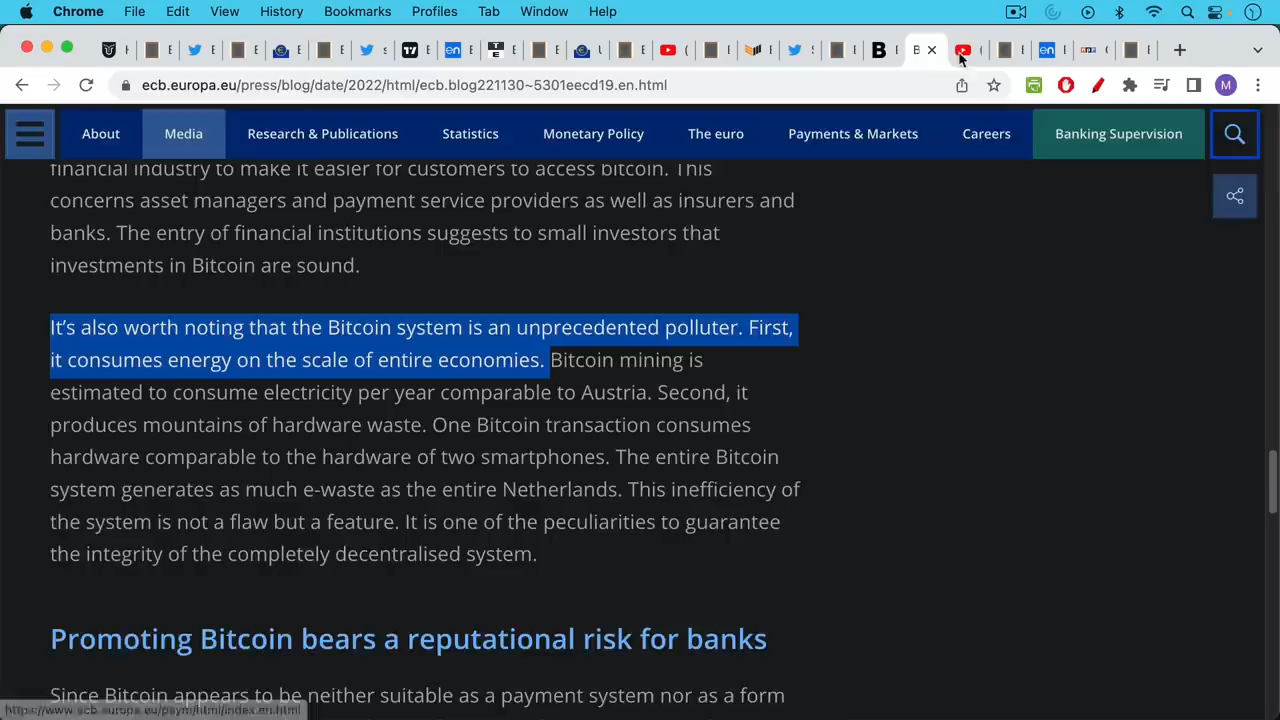 Chrome File Edit View History Bookmarks Profiles Tab Window Help
ecb.europa.eu/press/blog/date/2022/html/ecb.blog221130~5301eecd19.en.html
About Media Research & Publications Statistics Monetary Policy The euro Payments & Markets Careers Banking Supervision
financial industry to make it easier for customers to access bitcoin. This
concerns asset managers and payment service providers as well as insurers and
banks. The entry of financial institutions suggests to small investors that
investments in Bitcoin are sound.
It’s also worth noting that the Bitcoin system is an unprecedented polluter. First,
it consumes energy on the scale of entire economies. Bitcoin mining is
estimated to consume electricity per year comparable to Austria. Second, it
produces mountains of hardware waste. One Bitcoin transaction consumes
hardware comparable to the hardware of two smartphones. The entire Bitcoin
system generates as much e-waste as the entire Netherlands. This inefficiency of
the system is not a flaw but a feature. It is one of the peculiarities to guarantee
the integrity of the completely decentralised system.
Promoting Bitcoin bears a reputational risk for banks
Since Bitcoin appears to be neither suitable as a payment system nor as a form
https://www.ecb.europa.eu/paym/html/index.en.html